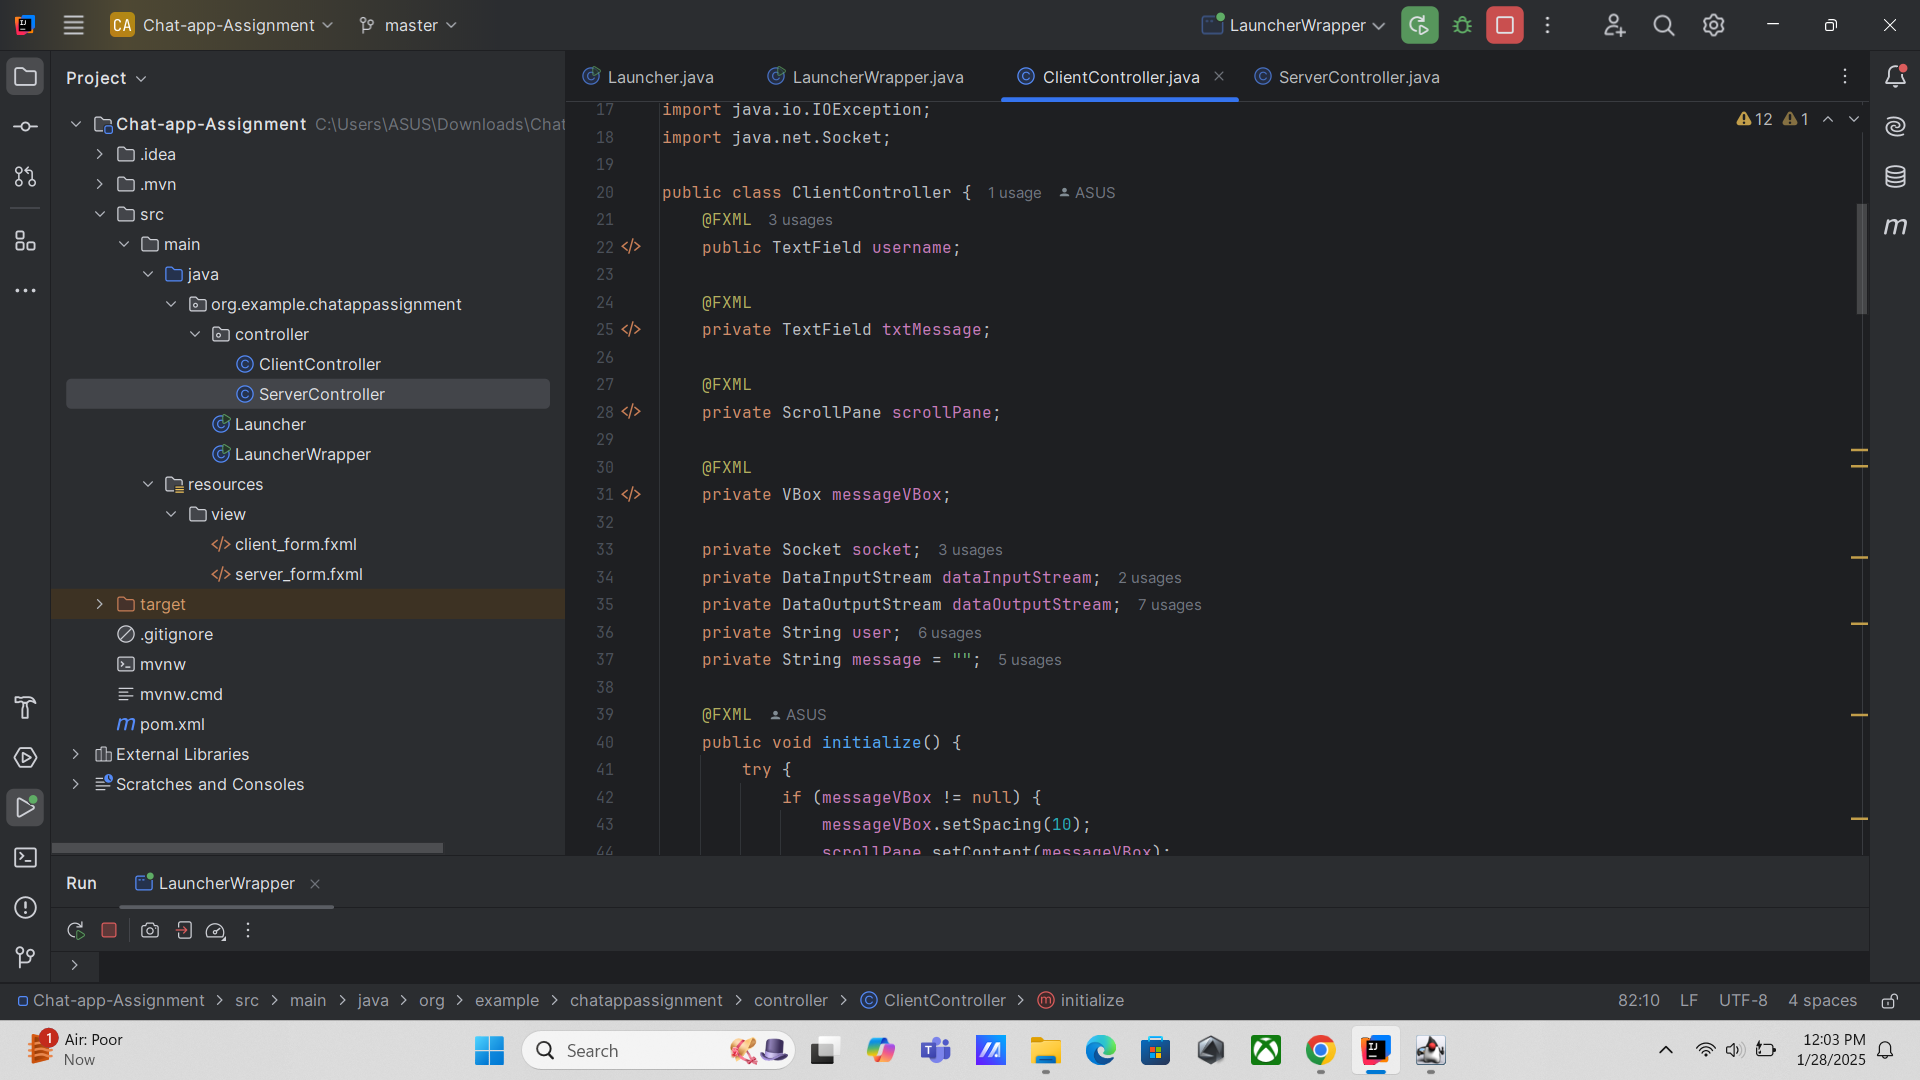 CA Chat-app-Assignment master LauncherWrapper
Project
Launcher.java LauncherWrapper.java ClientController.java ServerController.java
Chat-app-Assignment C:\Users\ASUS\Downloads\Chat
.idea
.mvn
src
main
java
org.example.chatappassignment
controller
ClientController
ServerController
Launcher
LauncherWrapper
resources
view
client_form.fxml
server_form.fxml
target
.gitignore
mvnw
mvnw.cmd
m pom.xml
External Libraries
Scratches and Consoles
12 1
17 import java.io.IOException;
18 import java.net.Socket;
19
20 public class ClientController { 1 usage ASUS
21 @FXML 3 usages
22 </> public TextField username;
23
24 @FXML
25 </> private TextField txtMessage;
26
27 @FXML
28 </> private ScrollPane scrollPane;
29
30 @FXML
31 </> private VBox messageVBox;
32
33 private Socket socket; 3 usages
34 private DataInputStream dataInputStream; 2 usages
35 private DataOutputStream dataOutputStream; 7 usages
36 private String user; 6 usages
37 private String message = ""; 5 usages
38
39 @FXML ASUS
40 public void initialize() {
41 try {
42 if (messageVBox != null) {
43 messageVBox.setSpacing(10);
44 scrollPane.setContent(messageVBox);
m
Run LauncherWrapper
Chat-app-Assignment > src > main > java > org > example > chatappassignment > controller > ClientController > initialize 82:10 LF UTF-8 4 spaces
1 Air: Poor
Now
Search
12:03 PM
1/28/2025